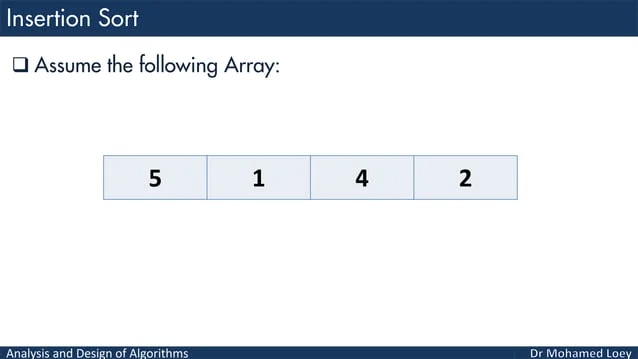 Insertion Sort
❑ Assume the following Array:
5 1 4 2
Analysis and Design of Algorithms Dr Mohamed Loey